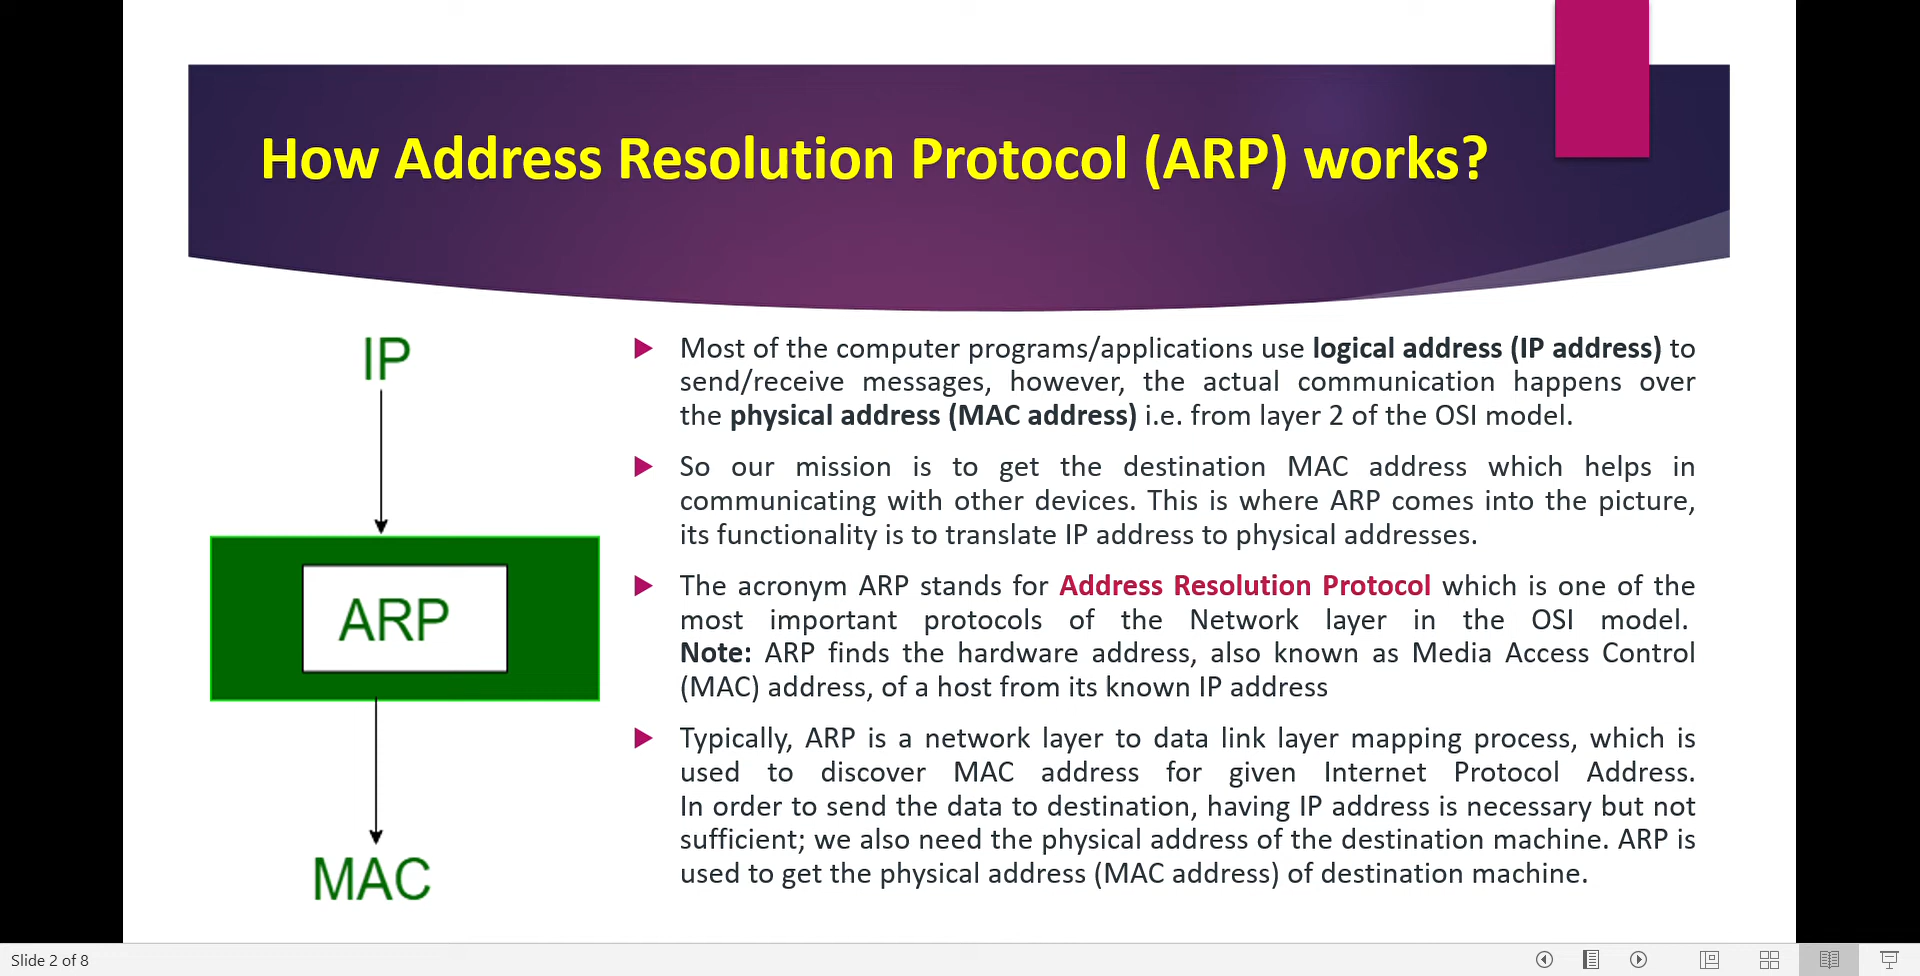 How Address Resolution Protocol (ARP) works?
IP
ARP
MAC
Most of the computer programs/applications use logical address (IP address) to
send/receive messages, however, the actual communication happens over
the physical address (MAC address) i.e. from layer 2 of the OSI model.
So our mission is to get the destination MAC address which helps in
communicating with other devices. This is where ARP comes into the picture,
its functionality is to translate IP address to physical addresses.
The acronym ARP stands for Address Resolution Protocol which is one of the
most important protocols of the Network layer in the OSI model.
Note: ARP finds the hardware address, also known as Media Access Control
(MAC) address, of a host from its known IP address
Typically, ARP is a network layer to data link layer mapping process, which is
used to discover MAC address for given Internet Protocol Address.
In order to send the data to destination, having IP address is necessary but not
sufficient; we also need the physical address of the destination machine. ARP is
used to get the physical address (MAC address) of destination machine.
Slide 2 of 8